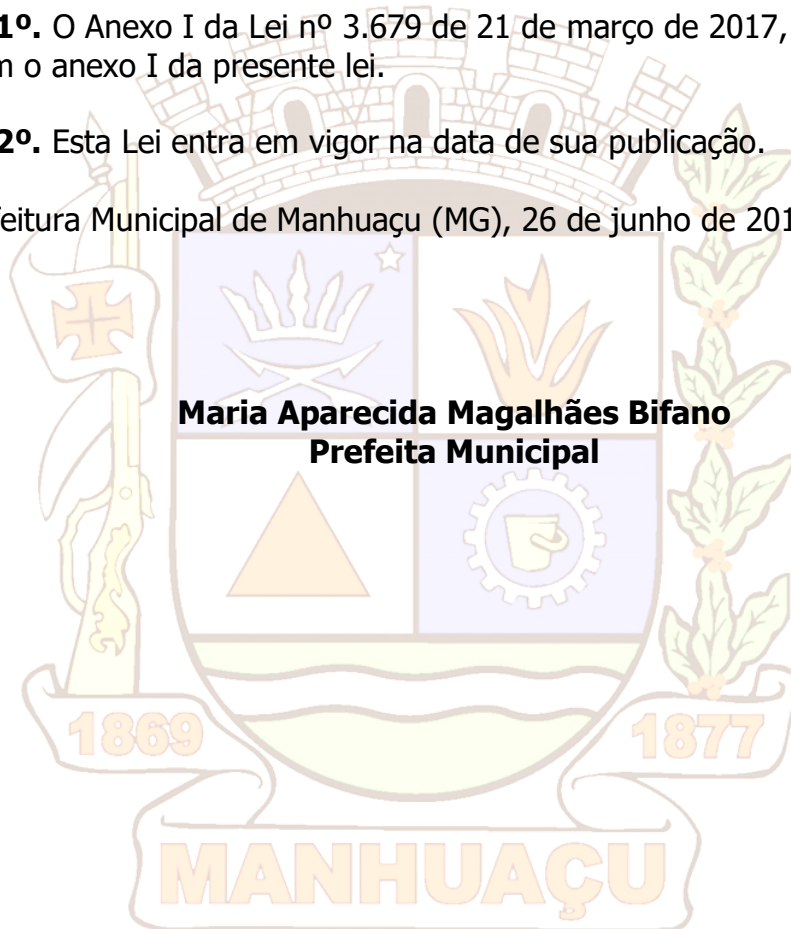 1º. O Anexo I da Lei nº 3.679 de 21 de março de 2017,
o anexo I da presente lei.
2º. Esta Lei entra em vigor na data de sua publicação.
feitura Municipal de Manhuaçu (MG), 26 de junho de 201
Maria Aparecida Magalhães Bifano
Prefeita Municipal
1869 1877
MANHUAÇU